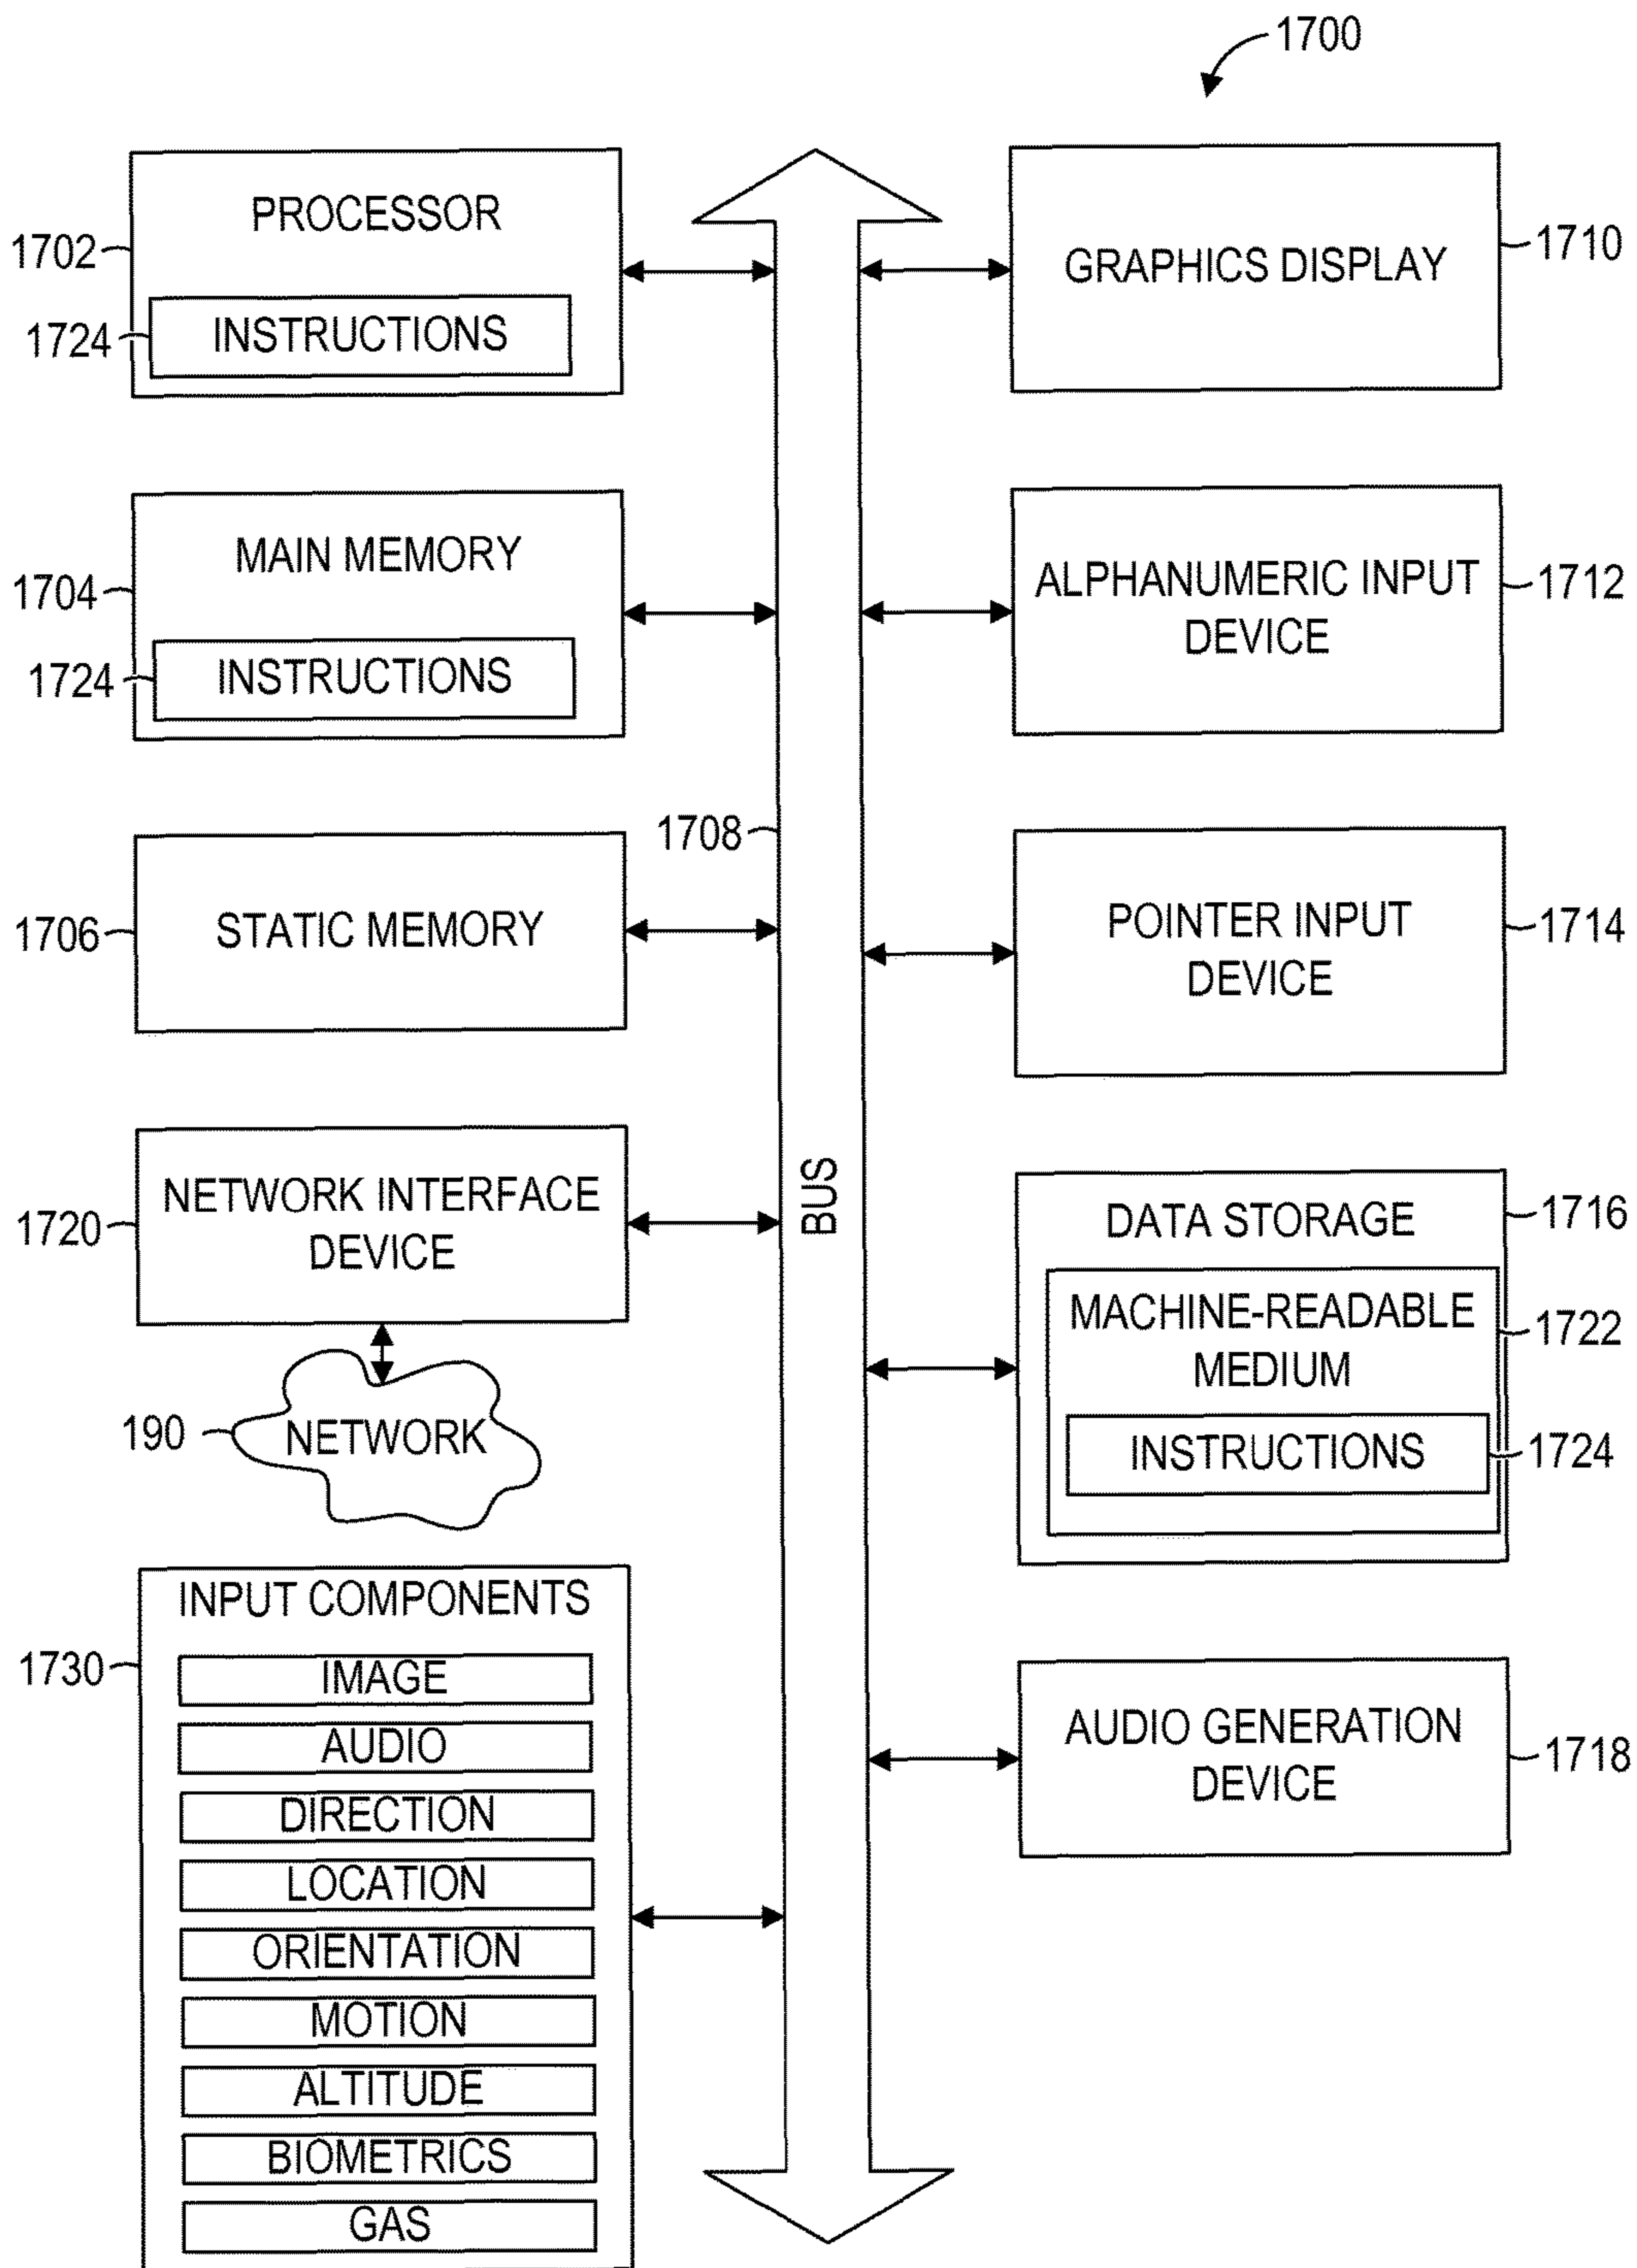 1700
PROCESSOR
1702
1724
INSTRUCTIONS
MAIN MEMORY
1704
1724
INSTRUCTIONS
1706
STATIC MEMORY
1708
NETWORK INTERFACE
DEVICE
1720
190
NETWORK
INPUT COMPONENTS
1730
IMAGE
AUDIO
DIRECTION
LOCATION
ORIENTATION
MOTION
ALTITUDE
BIOMETRICS
GAS
BUS
GRAPHICS DISPLAY
1710
ALPHANUMERIC INPUT
DEVICE
1712
POINTER INPUT
DEVICE
1714
DATA STORAGE
1716
MACHINE-READABLE
MEDIUM
1722
INSTRUCTIONS
1724
AUDIO GENERATION
DEVICE
1718